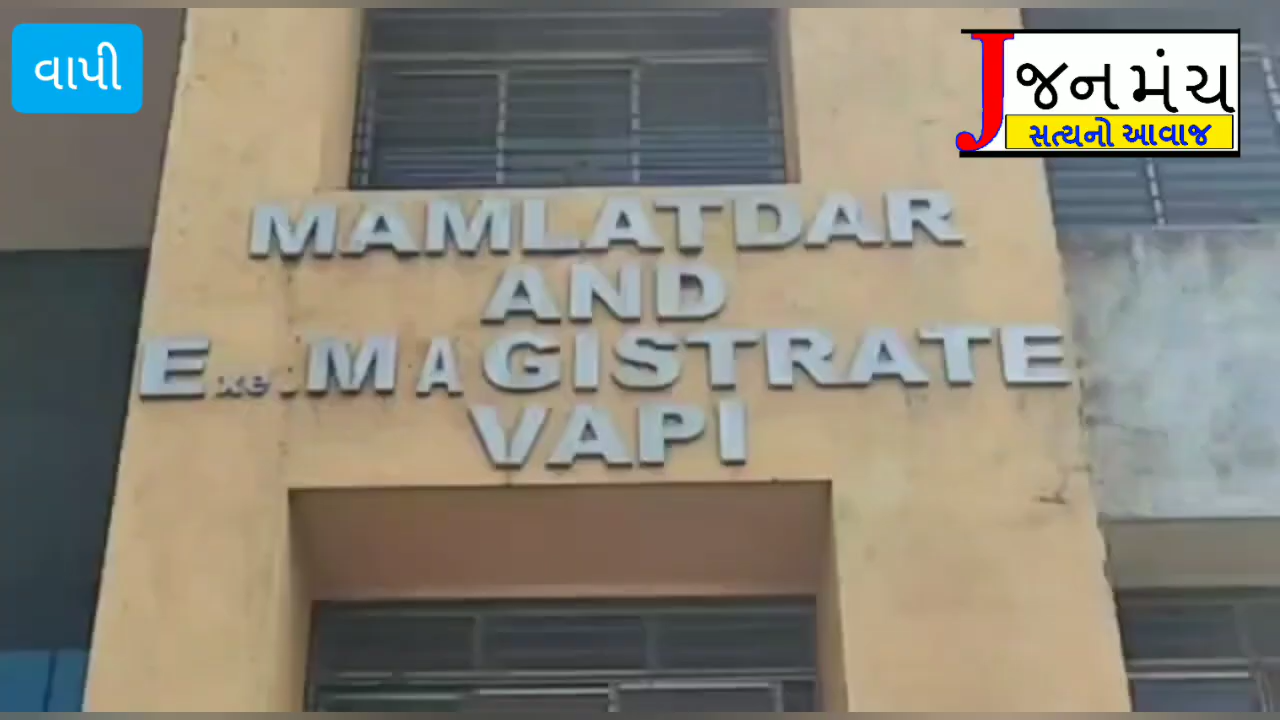 વાપી
જનમંચ
સત્યનો આવાજ
MAMLATDAR
AND
Exe.MAGISTRATE
VAPI